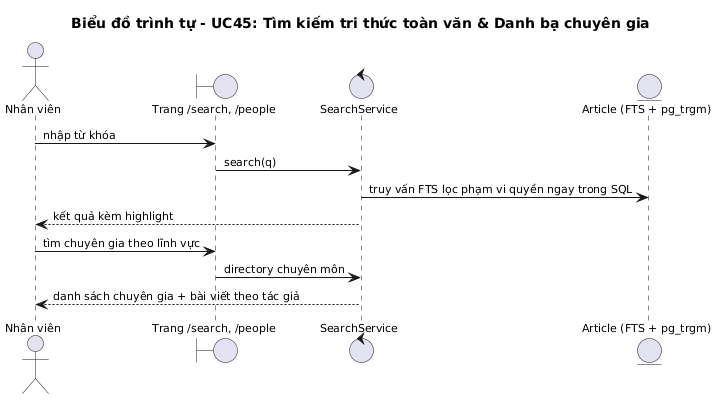 Biểu đồ trình tự - UC45: Tìm kiếm tri thức toàn văn & Danh bạ chuyên gia
Nhân viên
Trang /search, /people
SearchService
Article (FTS + pg_trgm)
nhập từ khóa
search(q)
truy vấn FTS lọc phạm vi quyền ngay trong SQL
kết quả kèm highlight
tìm chuyên gia theo lĩnh vực
directory chuyên môn
danh sách chuyên gia + bài viết theo tác giả
Nhân viên
Trang /search, /people
SearchService
Article (FTS + pg_trgm)